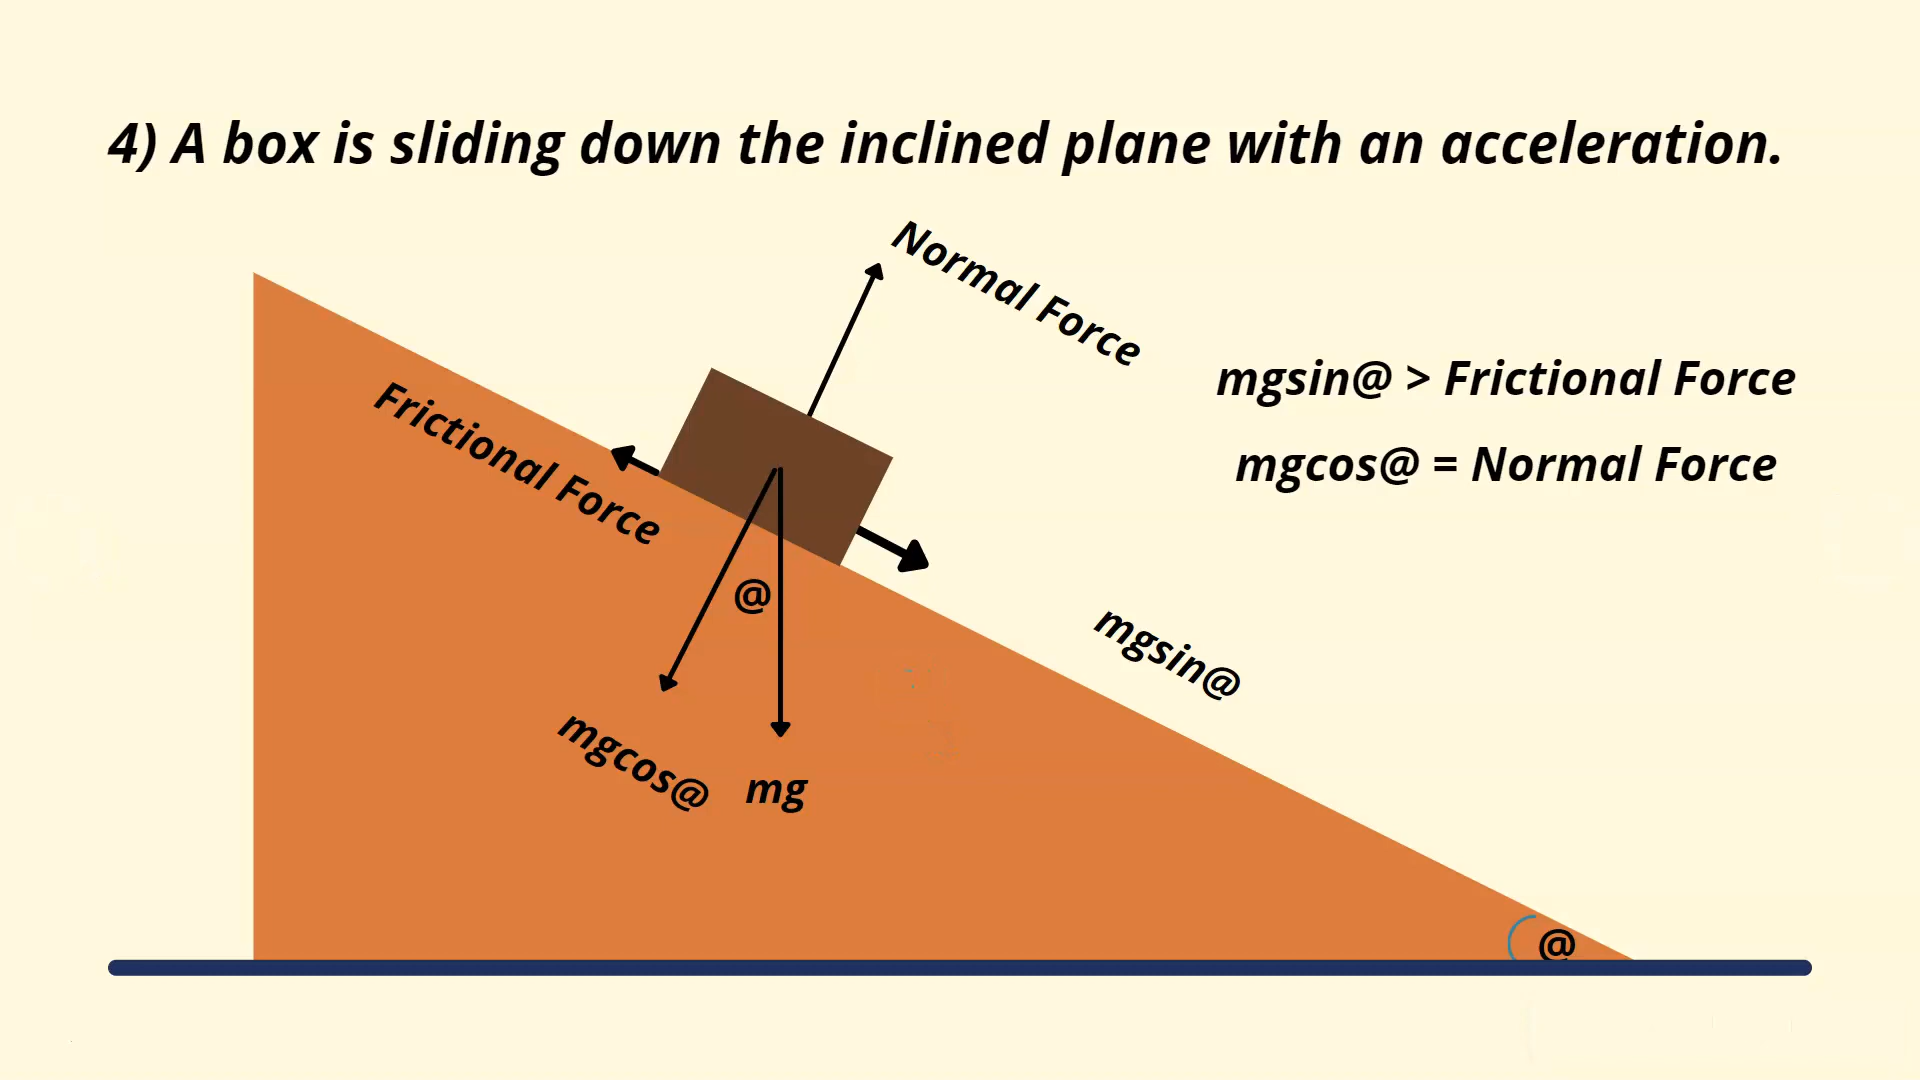 4) A box is sliding down the inclined plane with an acceleration.
Normal Force
mgsin@ > Frictional Force
Frictional Force
mgcos@ = Normal Force
@
mgsin@
mgcos@
mg
@